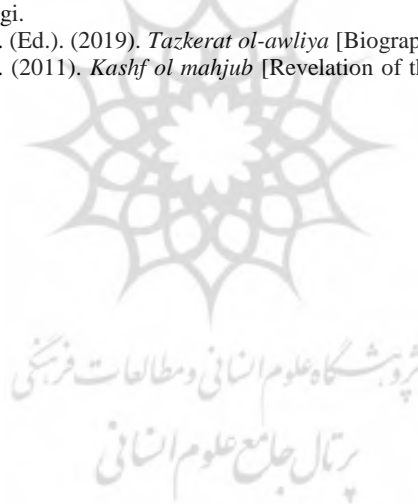 gi.
. (Ed.). (2019). Tazkerat ol-awliya [Biograp
. (2011). Kashf ol mahjub [Revelation of th
پژوهشگاه علوم انسانی و مطالعات فرهنگی
پرتال جامع علوم انسانی